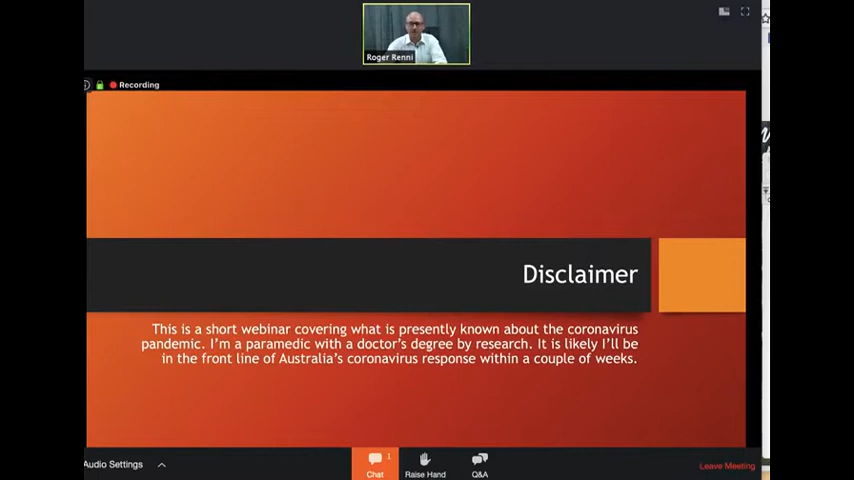 Roger Renni
Recording
Disclaimer
This is a short webinar covering what is presently known about the coronavirus
pandemic. I'm a paramedic with a doctor's degree by research. It is likely I'll be
in the front line of Australia's coronavirus response within a couple of weeks.
Audio Settings
1
Chat
Raise Hand
Q&A
Leave Meeting